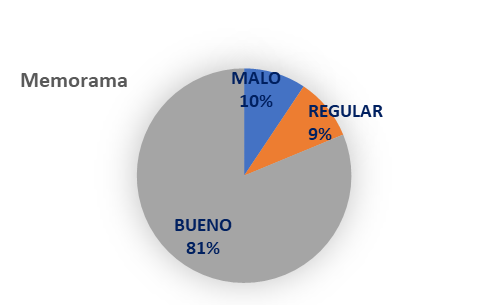 Memorama
MALO
10%
REGULAR
9%
BUENO
81%